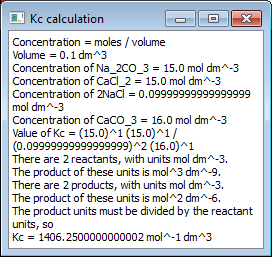 Kc calculation
Concentration = moles / volume
Volume = 0.1 dm^3
Concentration of Na_2CO_3 = 15.0 mol dm^-3
Concentration of CaCl_2 = 15.0 mol dm^-3
Concentration of 2NaCl = 0.09999999999999999
mol dm^-3
Concentration of CaCO_3 = 16.0 mol dm^-3
Value of Kc = (15.0)^1 (15.0)^1 /
(0.09999999999999999)^2 (16.0)^1
There are 2 reactants, with units mol dm^-3.
The product of these units is mol^3 dm^-9.
There are 2 products, with units mol dm^-3.
The product of these units is mol^2 dm^-6.
The product units must be divided by the reactant
units, so
Kc = 1406.2500000000002 mol^-1 dm^3